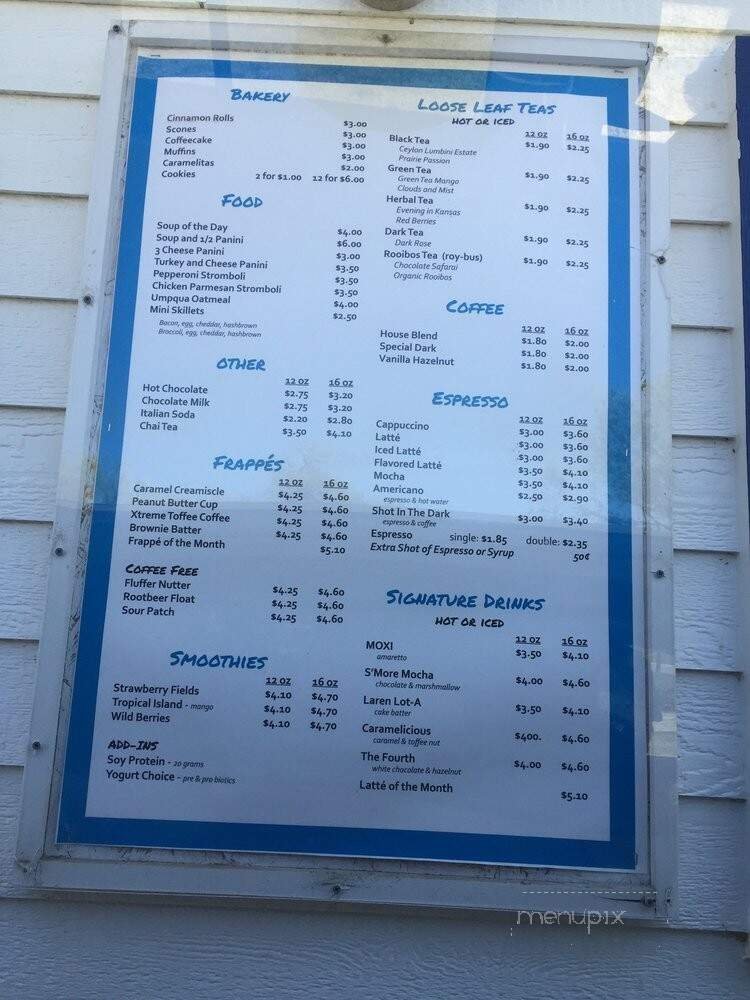 BAKERY
Cinnamon Rolls $3.00
Scones $3.00
Coffeecake $3.00
Muffins $3.00
Caramelitas $2.00
Cookies 2 for $1.00 12 for $6.00
FOOD
Soup of the Day $4.00
Soup and 1/2 Panini $6.00
3 Cheese Panini $3.00
Turkey and Cheese Panini $3.50
Pepperoni Stromboli $3.50
Chicken Parmesan Stromboli $3.50
Umpqua Oatmeal $4.00
Mini Skillets $2.50
Bacon, egg, cheddar, hashbrown
Broccoli, egg, cheddar, hashbrown
OTHER
12 oz 16 oz
Hot Chocolate $2.75 $3.20
Chocolate Milk $2.75 $3.20
Italian Soda $2.20 $2.80
Chai Tea $3.50 $4.10
FRAPPÉS
12 oz 16 oz
Caramel Creamiscle $4.25 $4.60
Peanut Butter Cup $4.25 $4.60
Xtreme Toffee Coffee $4.25 $4.60
Brownie Batter $4.25 $4.60
Frappé of the Month $5.10
COFFEE FREE
Fluffer Nutter $4.25 $4.60
Rootbeer Float $4.25 $4.60
Sour Patch $4.25 $4.60
SMOOTHIES
12 oz 16 oz
Strawberry Fields $4.10 $4.70
Tropical Island - mango $4.10 $4.70
Wild Berries $4.10 $4.70
ADD-INS
Soy Protein - 20 grams
Yogurt Choice - pre & pro biotics
LOOSE LEAF TEAS
HOT OR ICED
12 oz 16 oz
Black Tea $1.90 $2.25
Ceylon Lumbini Estate
Prairie Passion
Green Tea $1.90 $2.25
Green Tea Mango
Clouds and Mist
Herbal Tea $1.90 $2.25
Evening in Kansas
Red Berries
Dark Tea $1.90 $2.25
Dark Rose
Rooibos Tea (roy-bus) $1.90 $2.25
Chocolate Safarai
Organic Rooibos
COFFEE
12 oz 16 oz
House Blend $1.80 $2.00
Special Dark $1.80 $2.00
Vanilla Hazelnut $1.80 $2.00
ESPRESSO
12 oz 16 oz
Cappuccino $3.00 $3.60
Latté $3.00 $3.60
Iced Latté $3.00 $3.60
Flavored Latté $3.50 $4.10
Mocha $3.50 $4.10
Americano $2.50 $2.90
espresso & hot water
Shot In The Dark $3.00 $3.40
espresso & coffee
Espresso single: $1.85 double: $2.35
Extra Shot of Espresso or Syrup 50¢
SIGNATURE DRINKS
HOT OR ICED
12 oz 16 oz
MOXI $3.50 $4.10
amaretto
S'More Mocha $4.00 $4.60
chocolate & marshmallow
Laren Lot-A $3.50 $4.10
cake batter
Caramelicious $400. $4.60
caramel & toffee nut
The Fourth $4.00 $4.60
white chocolate & hazelnut
Latté of the Month $5.10
menupix